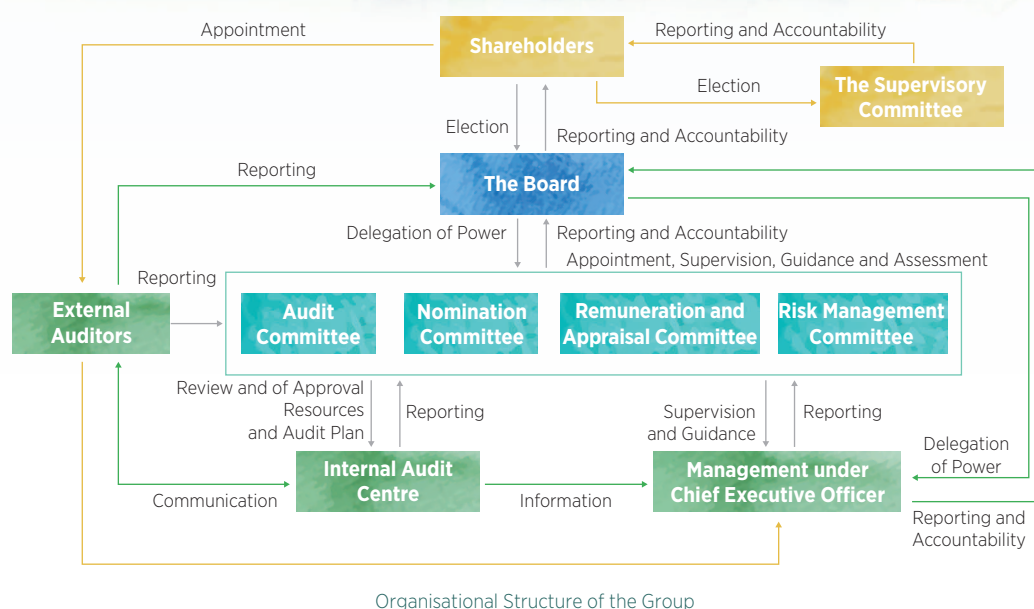 Appointment
Shareholders
Reporting and Accountability
Election
The Supervisory
Committee
Election
Reporting and Accountability
Reporting
The Board
Delegation of Power
Reporting and Accountability
Appointment, Supervision, Guidance and Assessment
Reporting
External
Auditors
Audit
Committee
Nomination
Committee
Remuneration and
Appraisal Committee
Risk Management
Committee
Review and of Approval
Resources
and Audit Plan
Reporting
Supervision
and Guidance
Reporting
Delegation
of Power
Internal Audit
Centre
Management under
Chief Executive Officer
Communication
Information
Reporting and
Accountability
Organisational Structure of the Group